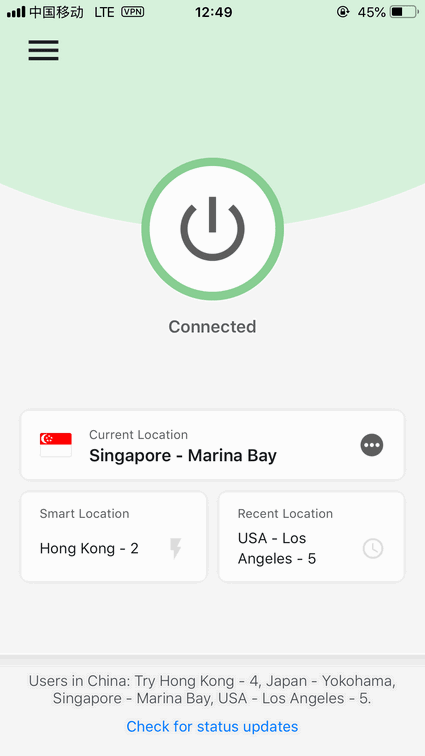 中国移动 LTE VPN 12:49 45%
Connected
Current Location
Singapore - Marina Bay
Smart Location
Hong Kong - 2
Recent Location
USA - Los
Angeles - 5
Users in China: Try Hong Kong - 4, Japan - Yokohama,
Singapore - Marina Bay, USA - Los Angeles - 5.
Check for status updates